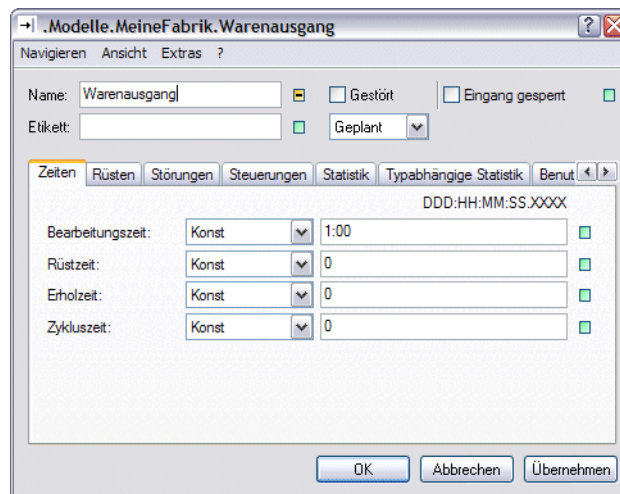 .Modelle.MeineFabrik.Warenausgang
Navigieren Ansicht Extras ?
Name: Warenausgang Gestört Eingang gesperrt
Etikett: Geplant
Zeiten Rüsten Störungen Steuerungen Statistik Typabhängige Statistik Benut
DDD:HH:MM:SS.XXXX
Bearbeitungszeit: Konst 1:00
Rüstzeit: Konst 0
Erholzeit: Konst 0
Zykluszeit: Konst 0
OK Abbrechen Übernehmen